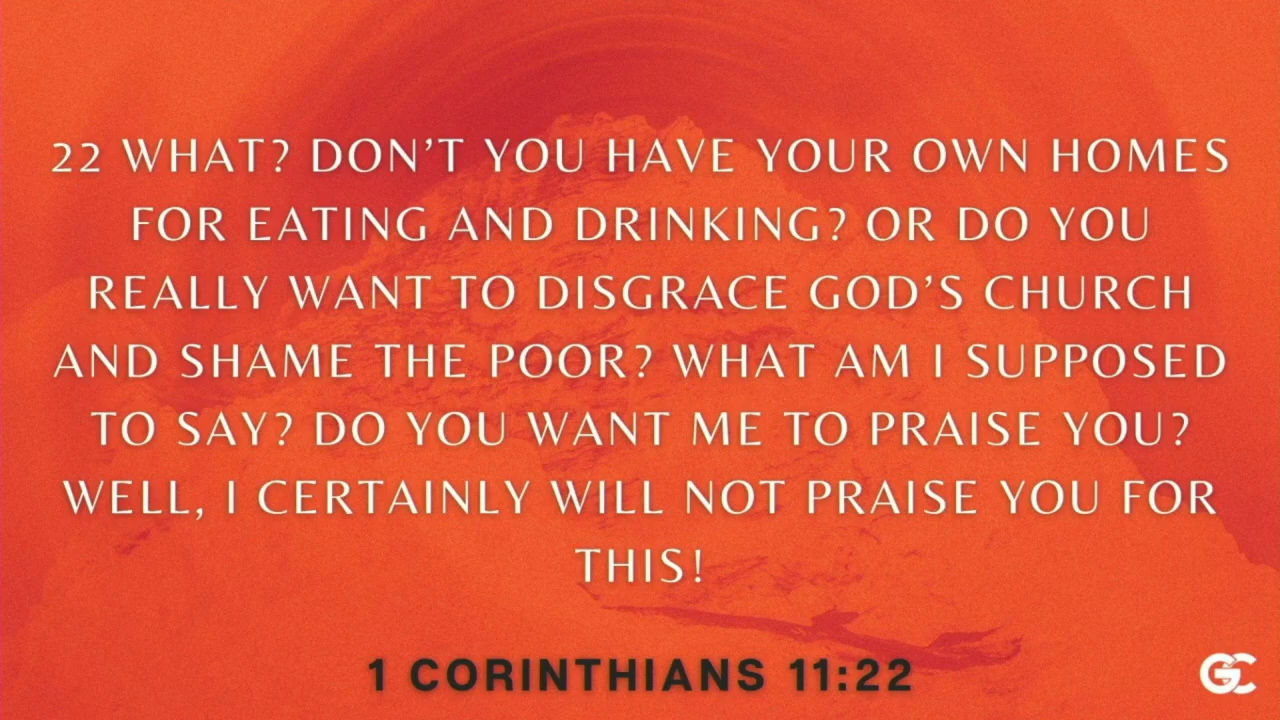 22 WHAT? DON’T YOU HAVE YOUR OWN HOMES
FOR EATING AND DRINKING? OR DO YOU
REALLY WANT TO DISGRACE GOD’S CHURCH
AND SHAME THE POOR? WHAT AM I SUPPOSED
TO SAY? DO YOU WANT ME TO PRAISE YOU?
WELL, I CERTAINLY WILL NOT PRAISE YOU FOR
THIS!
1 CORINTHIANS 11:22
GC